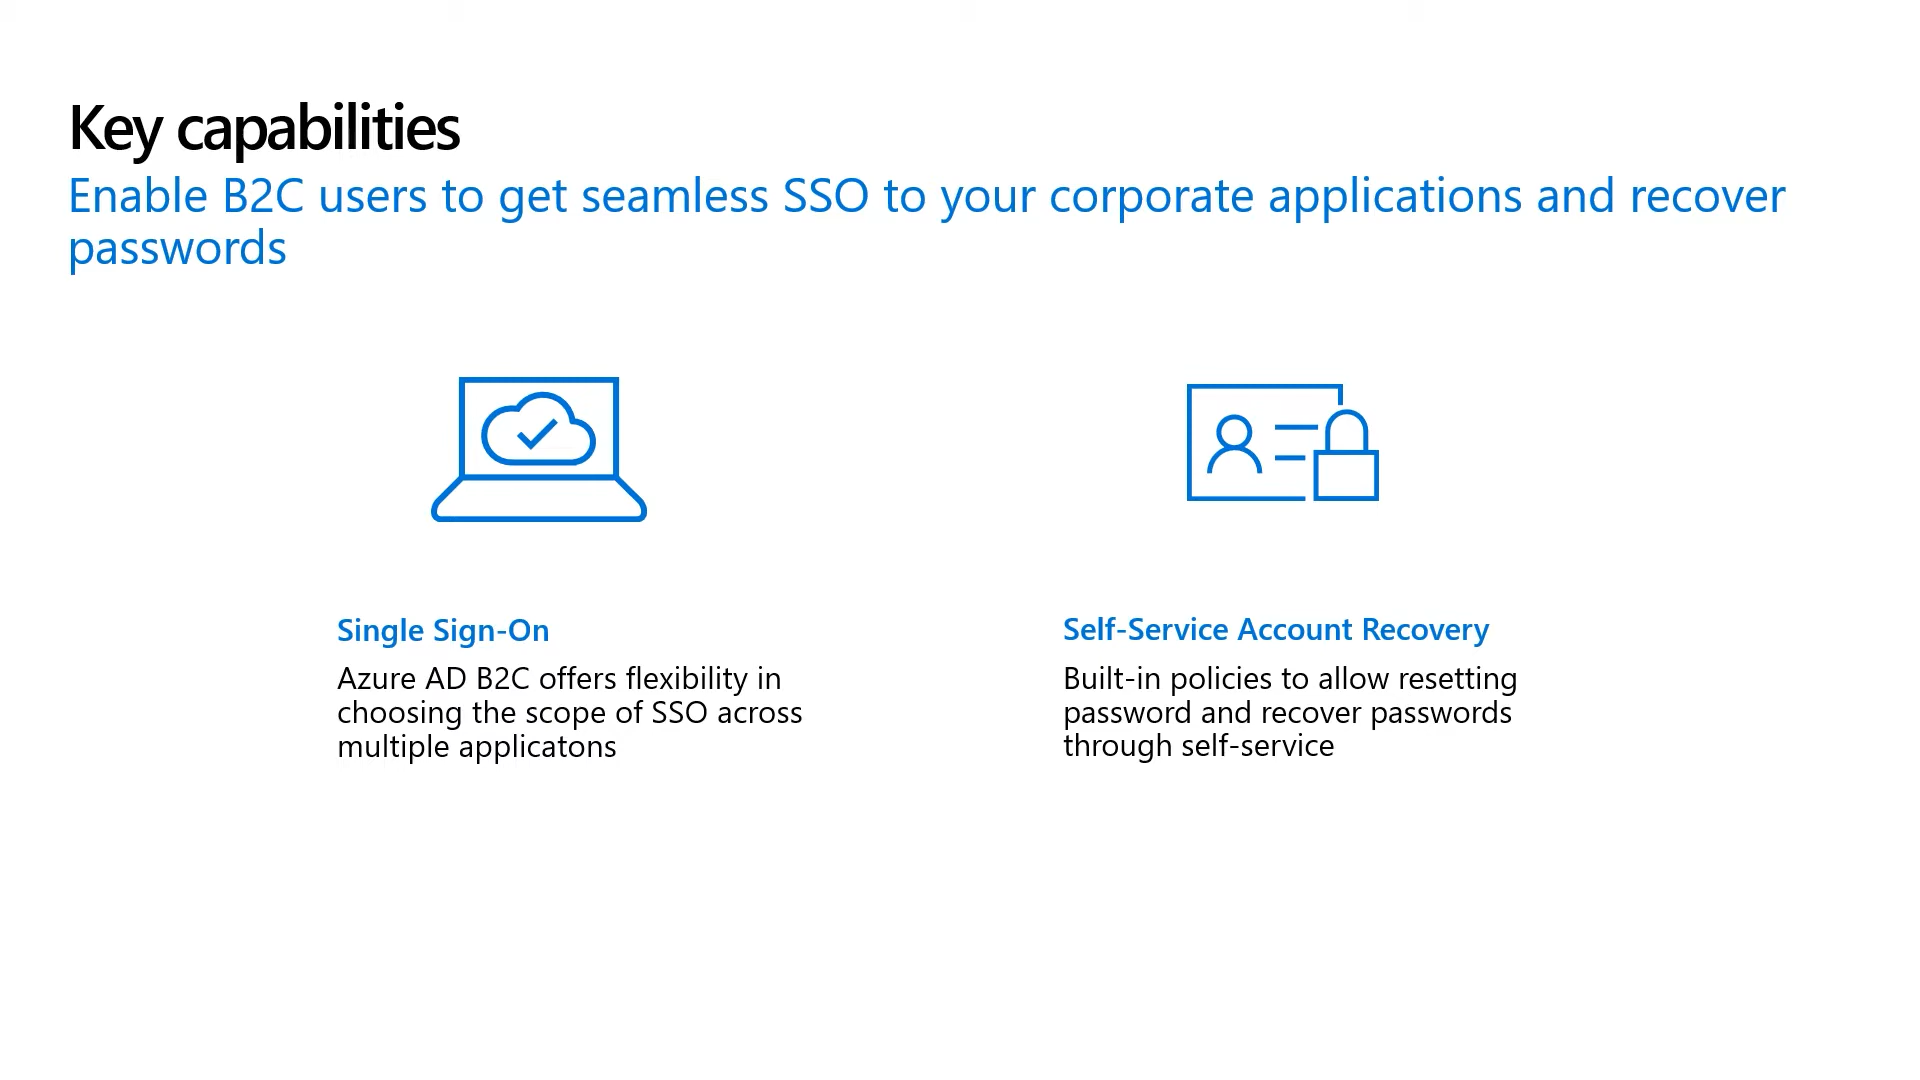 Key capabilities
Enable B2C users to get seamless SSO to your corporate applications and recover
passwords
Single Sign-On
Azure AD B2C offers flexibility in
choosing the scope of SSO across
multiple applicatons
Self-Service Account Recovery
Built-in policies to allow resetting
password and recover passwords
through self-service